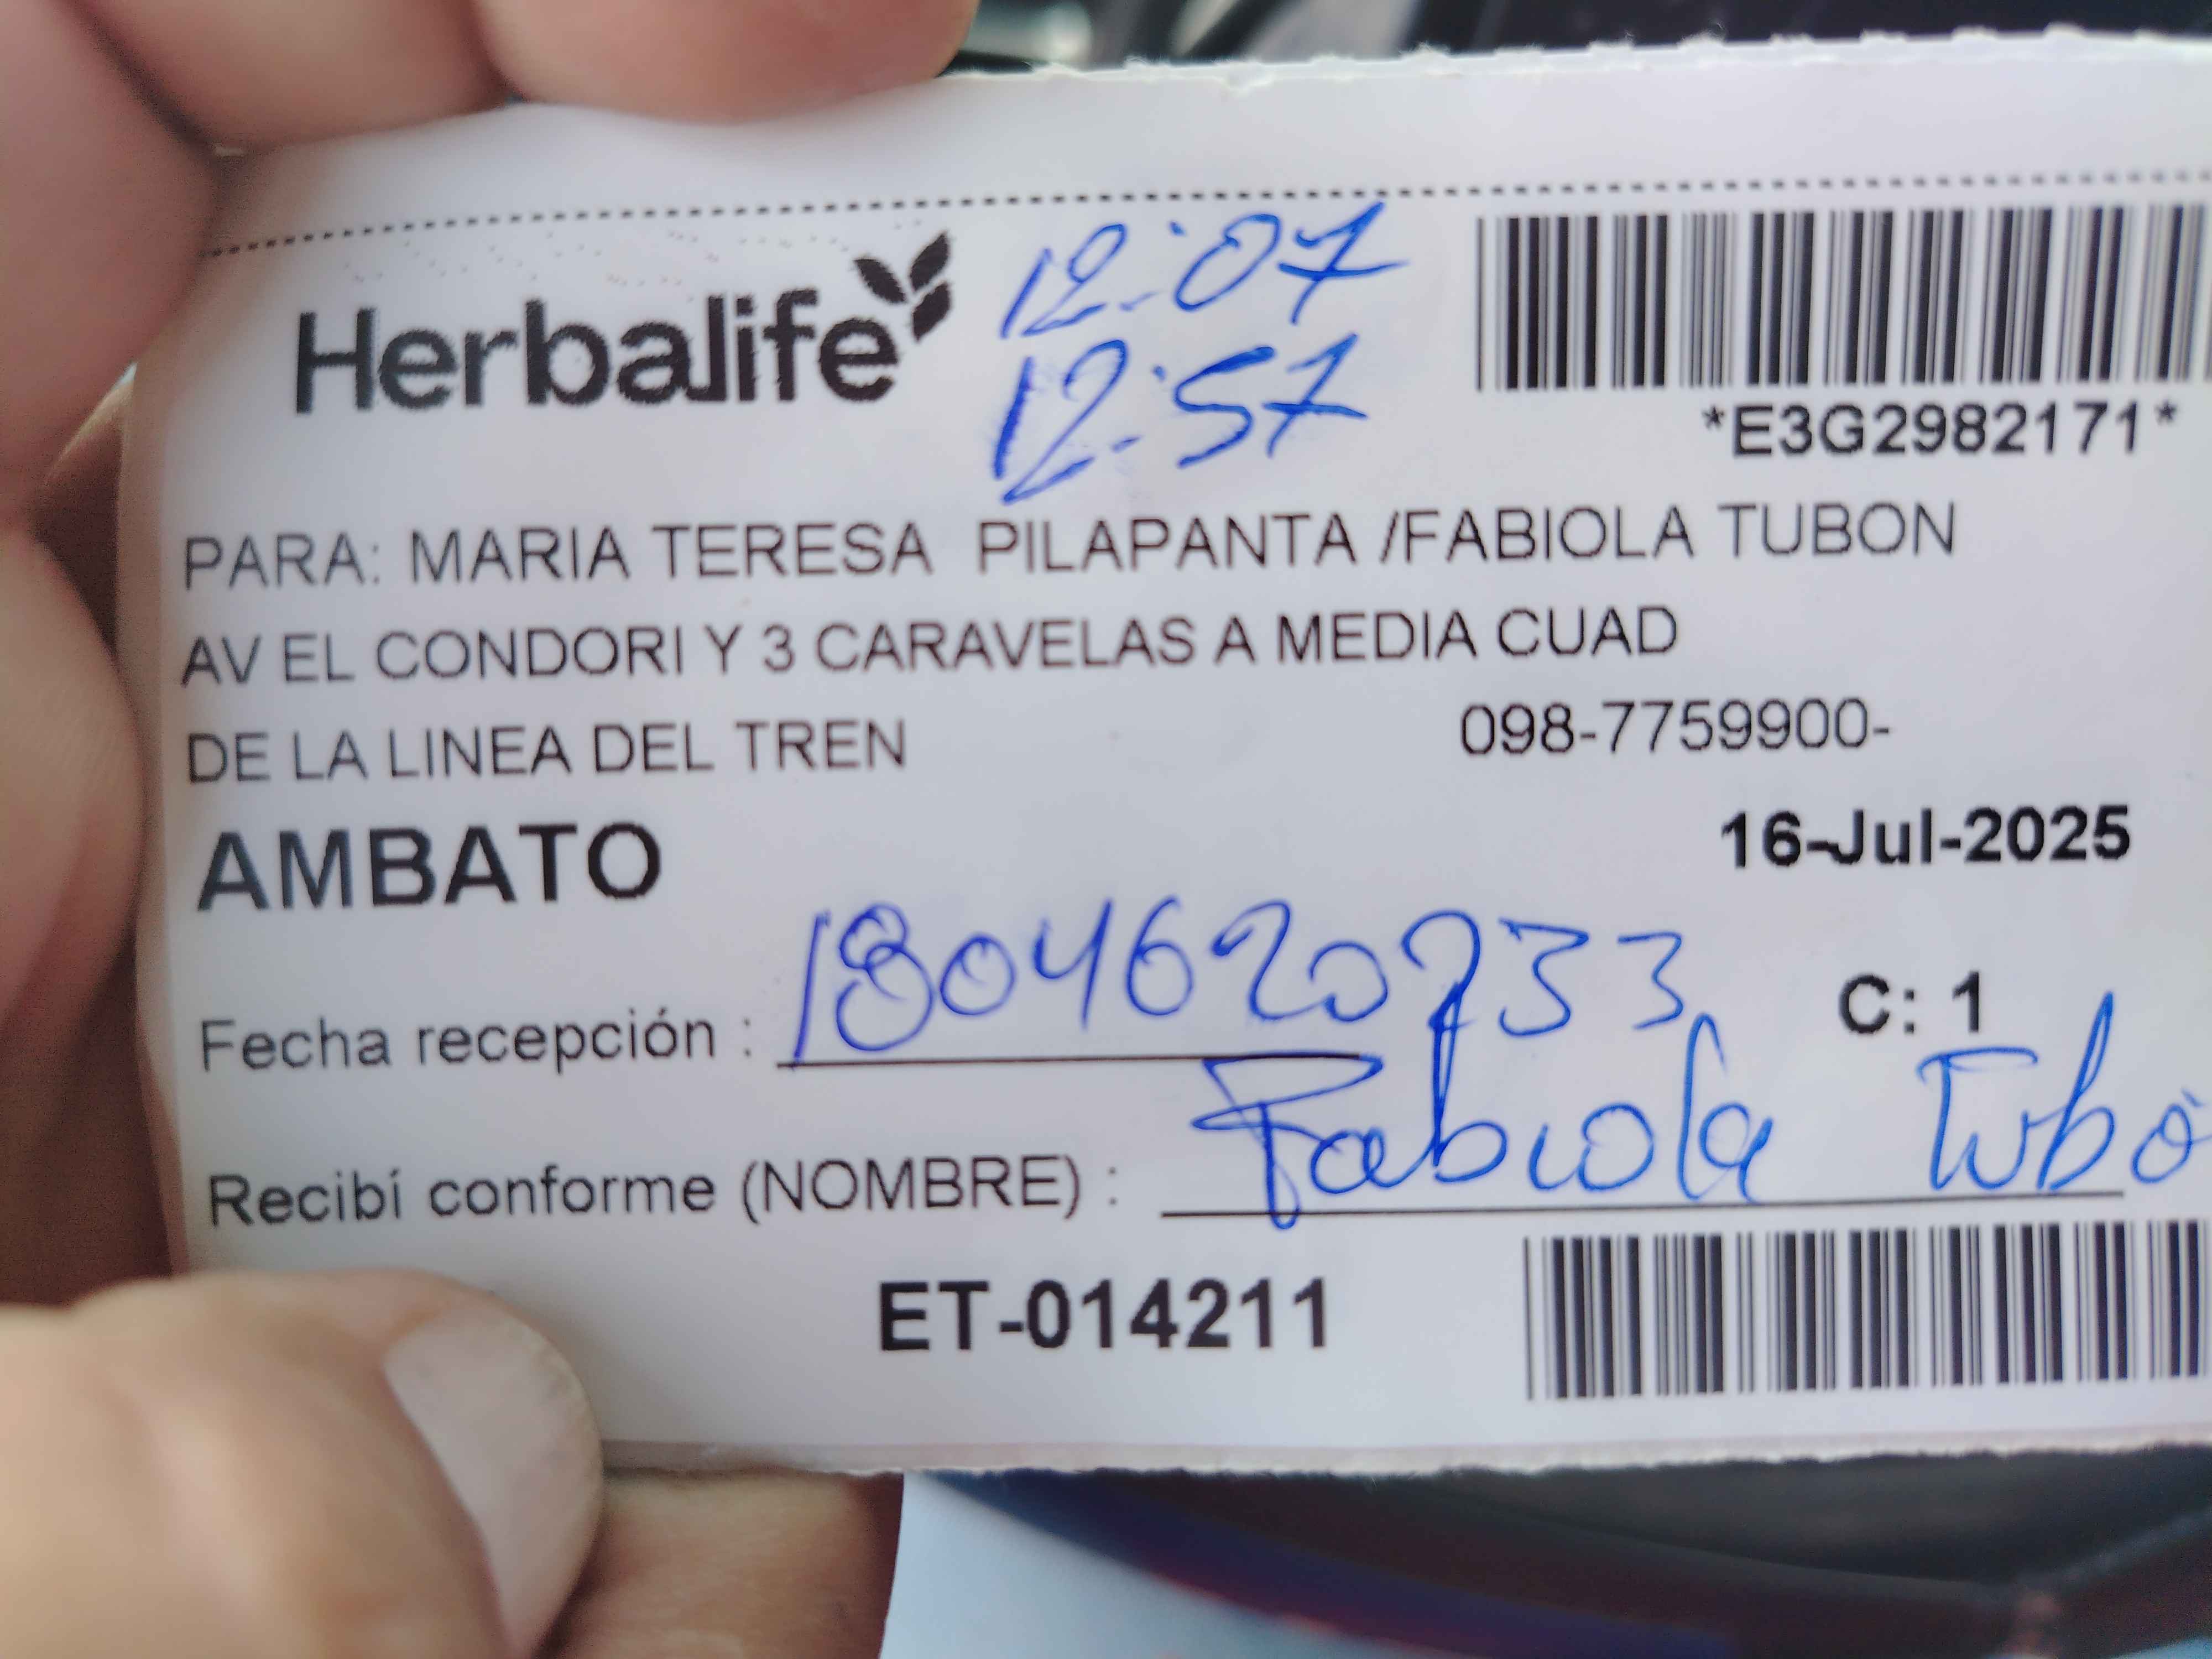 Herbalife
12:07
12:57
*E3G2982171*
PARA: MARIA TERESA PILAPANTA /FABIOLA TUBON
AV EL CONDORI Y 3 CARAVELAS A MEDIA CUAD
DE LA LINEA DEL TREN 098-7759900-
AMBATO 16-Jul-2025
Fecha recepción : 1804620233 C: 1
Recibí conforme (NOMBRE) : Fabiola Tubó
ET-014211